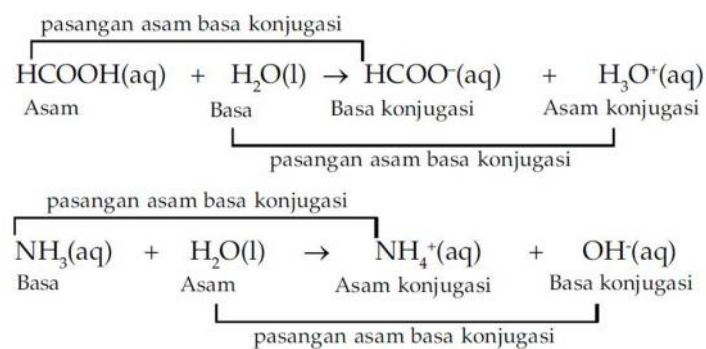 pasangan asam basa konjugasi
HCOOH(aq) + H₂O(l) → HCOO⁻(aq) + H₃O⁺(aq)
Asam Basa Basa konjugasi Asam konjugasi
pasangan asam basa konjugasi
pasangan asam basa konjugasi
NH₃(aq) + H₂O(l) → NH₄⁺(aq) + OH⁻(aq)
Basa Asam Asam konjugasi Basa konjugasi
pasangan asam basa konjugasi